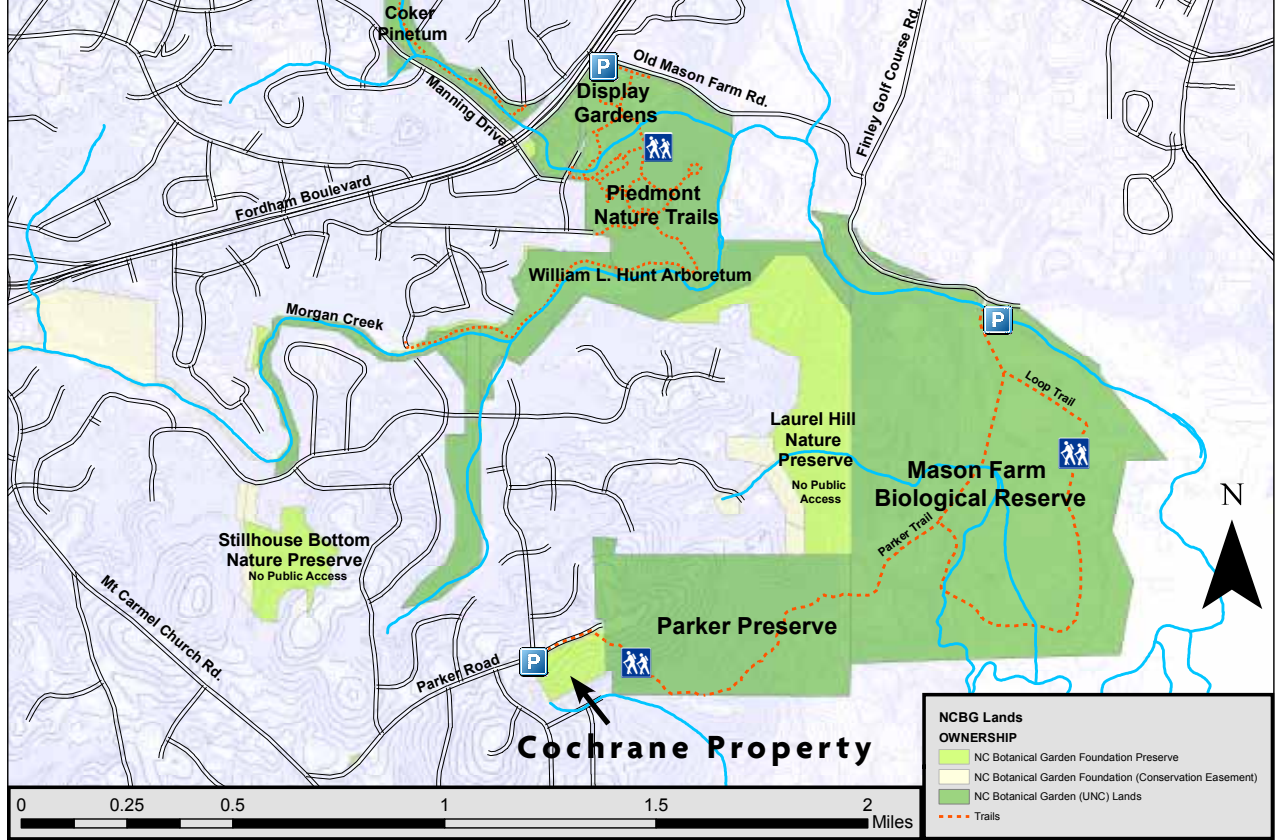 Coker
Pinetum
P
Old Mason Farm Rd.
Finley Golf Course Rd.
Display
Gardens
Manning Drive
Fordham Boulevard
Piedmont
Nature Trails
William L. Hunt Arboretum
Morgan Creek
P
Loop Trail
Laurel Hill
Nature
Preserve
No Public
Access
Mason Farm
Biological Reserve
N
Parker Trail
Stillhouse Bottom
Nature Preserve
No Public Access
Mt Carmel Church Rd.
Parker Preserve
Parker Road
P
Cochrane Property
NCBG Lands
OWNERSHIP
NC Botanical Garden Foundation Preserve
NC Botanical Garden Foundation (Conservation Easement)
NC Botanical Garden (UNC) Lands
Trails
0 0.25 0.5 1 1.5 2
Miles